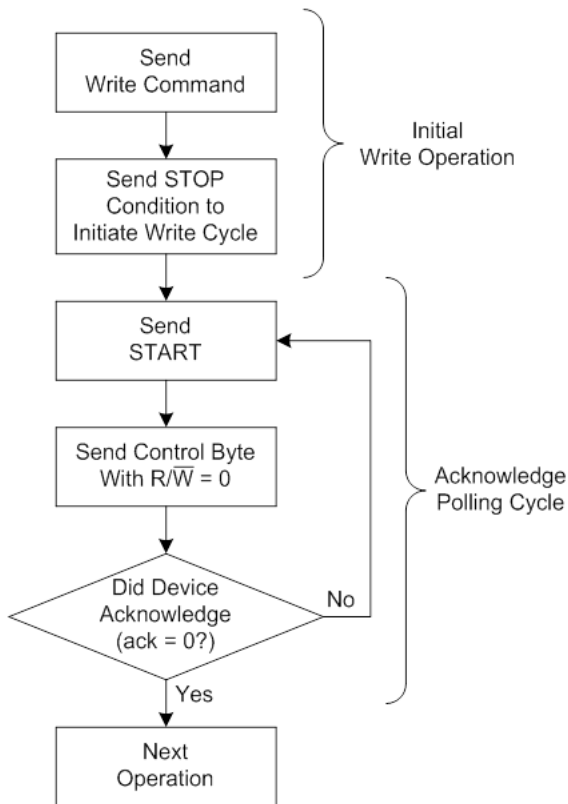 Send
Write Command
Initial
Write Operation
Send STOP
Condition to
Initiate Write Cycle
Send
START
Send Control Byte
With R/W̅ = 0
Acknowledge
Polling Cycle
Did Device
Acknowledge
(ack = 0?)
No
Yes
Next
Operation